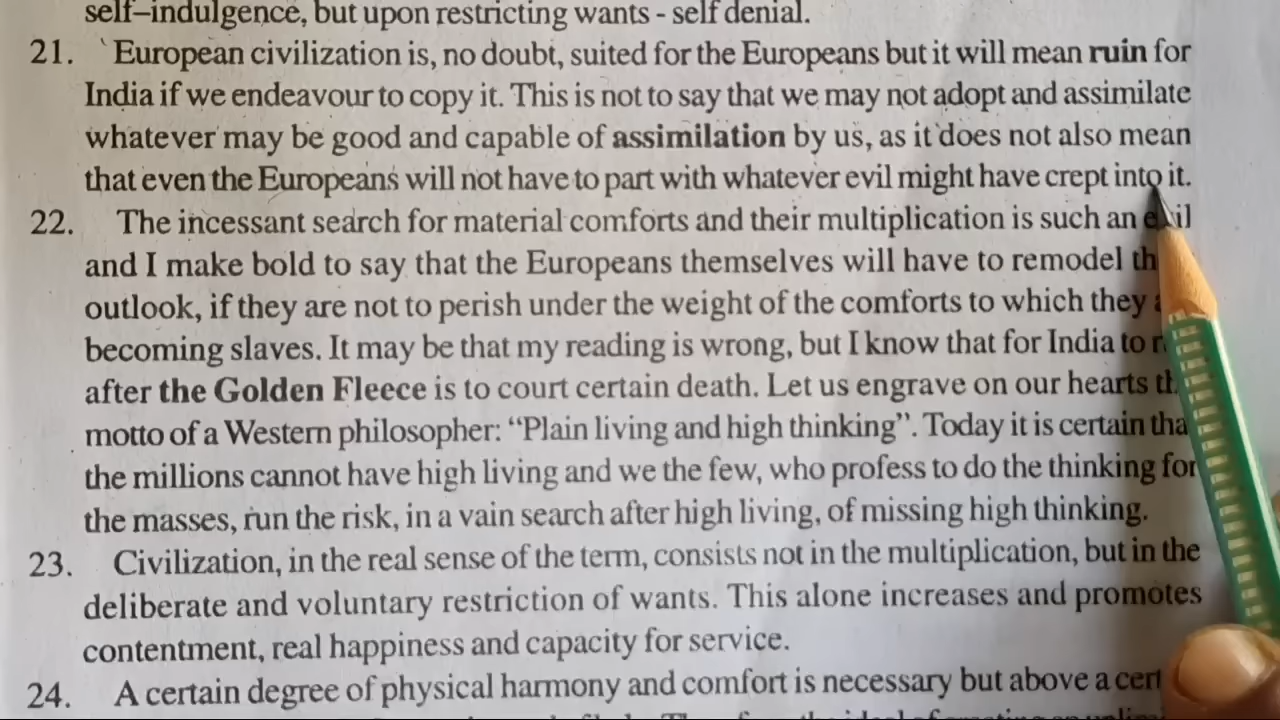 self–indulgence, but upon restricting wants - self denial.
21. `European civilization is, no doubt, suited for the Europeans but it will mean ruin for
India if we endeavour to copy it. This is not to say that we may not adopt and assimilate
whatever may be good and capable of assimilation by us, as it does not also mean
that even the Europeans will not have to part with whatever evil might have crept into it.
22. The incessant search for material comforts and their multiplication is such an evil
and I make bold to say that the Europeans themselves will have to remodel
outlook, if they are not to perish under the weight of the comforts to which they
becoming slaves. It may be that my reading is wrong, but I know that for India to
after the Golden Fleece is to court certain death. Let us engrave on our hearts
motto of a Western philosopher: “Plain living and high thinking”. Today it is certain
the millions cannot have high living and we the few, who profess to do the thinking for
the masses, run the risk, in a vain search after high living, of missing high thinking.
23. Civilization, in the real sense of the term, consists not in the multiplication, but in the
deliberate and voluntary restriction of wants. This alone increases and promotes
contentment, real happiness and capacity for service.
24. A certain degree of physical harmony and comfort is necessary but above a